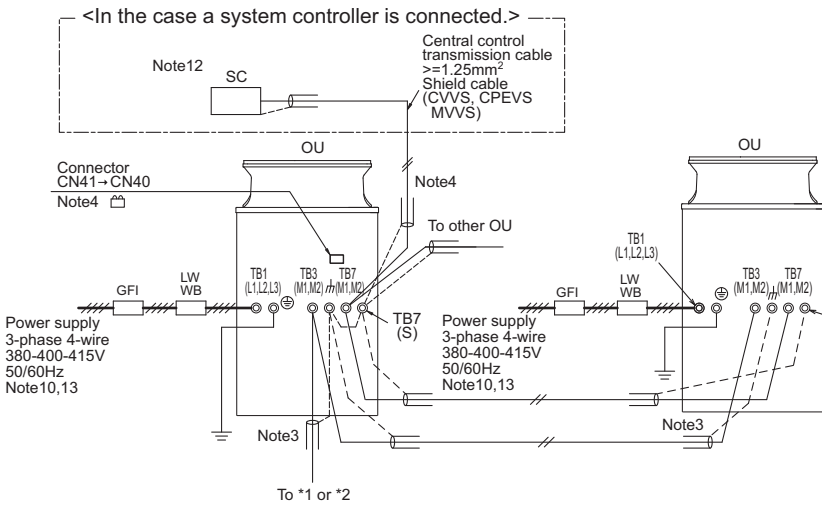 <In the case a system controller is connected.>
Note12
SC
Central control
transmission cable
>=1.25mm2
Shield cable
(CVVS, CPEVS
MVVS)
OU
OU
Connector
CN41→CN40
Note4
Note4
To other OU
GFI
LW
WB
TB1
(L1,L2,L3)
TB3
(M1,M2)
TB7
(M1,M2)
TB7
(S)
Power supply
3-phase 4-wire
380-400-415V
50/60Hz
Note10,13
TB1
(L1,L2,L3)
GFI
LW
WB
TB3
(M1,M2)
TB7
(M1,M2)
Power supply
3-phase 4-wire
380-400-415V
50/60Hz
Note10,13
Note3
Note3
To *1 or *2